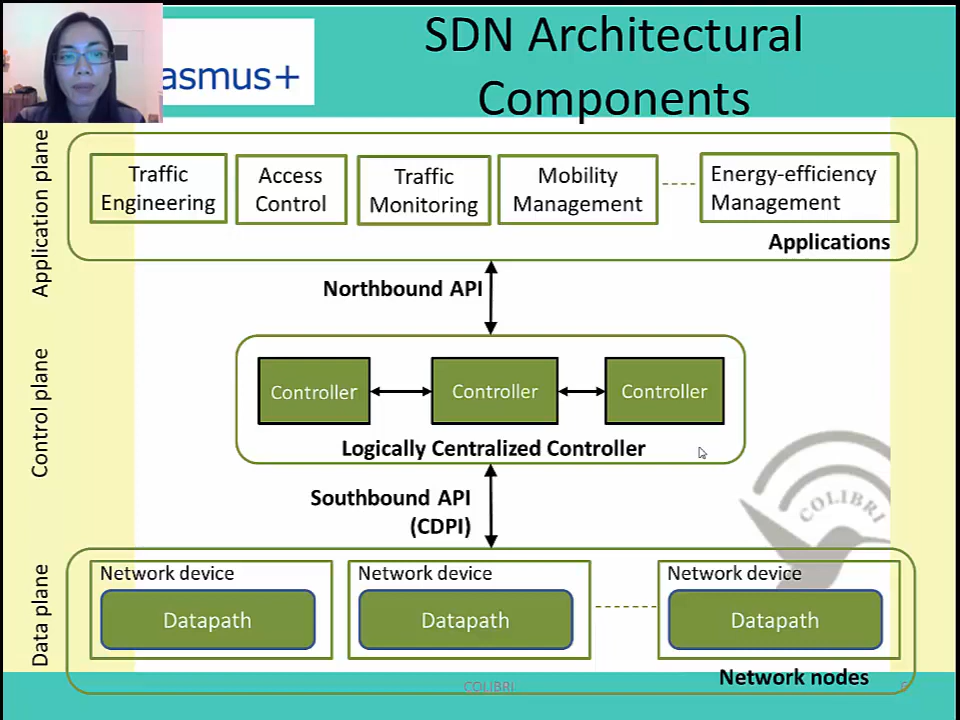 SDN Architectural
Components
asmus+
Application plane
Traffic
Engineering
Access
Control
Traffic
Monitoring
Mobility
Management
Energy-efficiency
Management
Applications
Northbound API
Control plane
Controller
Controller
Controller
Logically Centralized Controller
Southbound API
(CDPI)
COLIBRI
Data plane
Network device
Datapath
Network device
Datapath
Network device
Datapath
Network nodes
COLIBRI
6